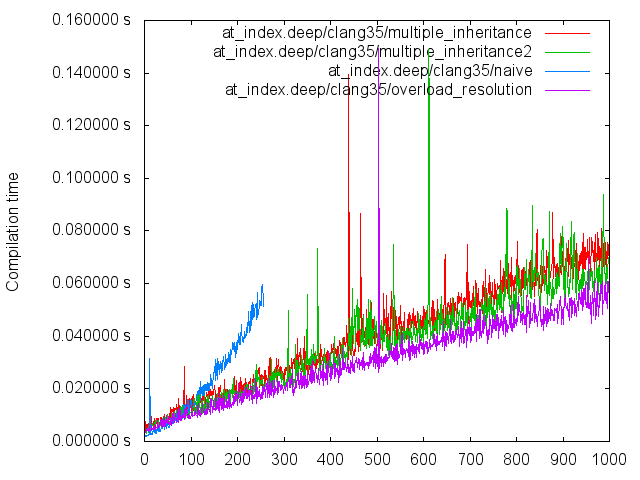 0.160000 s
0.140000 s
0.120000 s
0.100000 s
0.080000 s
0.060000 s
0.040000 s
0.020000 s
0.000000 s
Compilation time
at_index.deep/clang35/multiple_inheritance
at_index.deep/clang35/multiple_inheritance2
at_index.deep/clang35/naive
at_index.deep/clang35/overload_resolution
0 100 200 300 400 500 600 700 800 900 1000